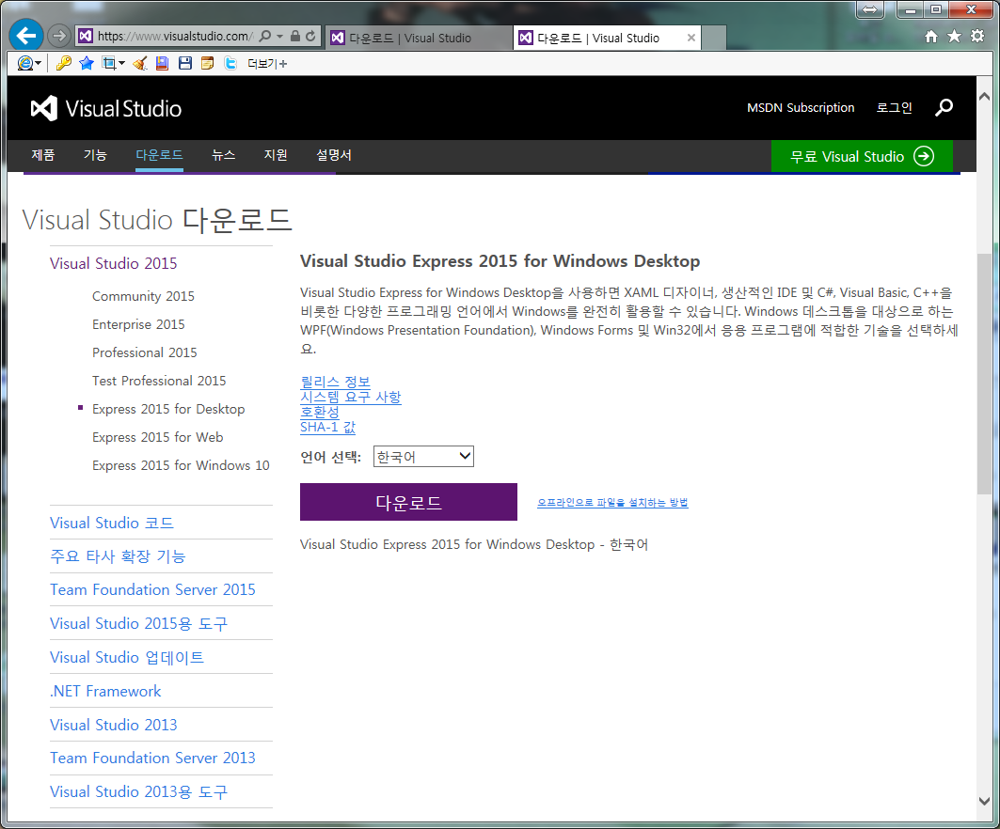 https://www.visualstudio.com/
다운로드 | Visual Studio
다운로드 | Visual Studio
더보기
Visual Studio
MSDN Subscription
로그인
제품
기능
다운로드
뉴스
지원
설명서
무료 Visual Studio
Visual Studio 다운로드
Visual Studio 2015
Community 2015
Enterprise 2015
Professional 2015
Test Professional 2015
Express 2015 for Desktop
Express 2015 for Web
Express 2015 for Windows 10
Visual Studio 코드
주요 타사 확장 기능
Team Foundation Server 2015
Visual Studio 2015용 도구
Visual Studio 업데이트
.NET Framework
Visual Studio 2013
Team Foundation Server 2013
Visual Studio 2013용 도구
Visual Studio Express 2015 for Windows Desktop
Visual Studio Express for Windows Desktop을 사용하면 XAML 디자이너, 생산적인 IDE 및 C#, Visual Basic, C++을
비롯한 다양한 프로그래밍 언어에서 Windows를 완전히 활용할 수 있습니다. Windows 데스크톱을 대상으로 하는
WPF(Windows Presentation Foundation), Windows Forms 및 Win32에서 응용 프로그램에 적합한 기술을 선택하세
요.
릴리스 정보
시스템 요구 사항
호환성
SHA-1 값
언어 선택: 한국어
다운로드
오프라인으로 파일을 설치하는 방법
Visual Studio Express 2015 for Windows Desktop - 한국어